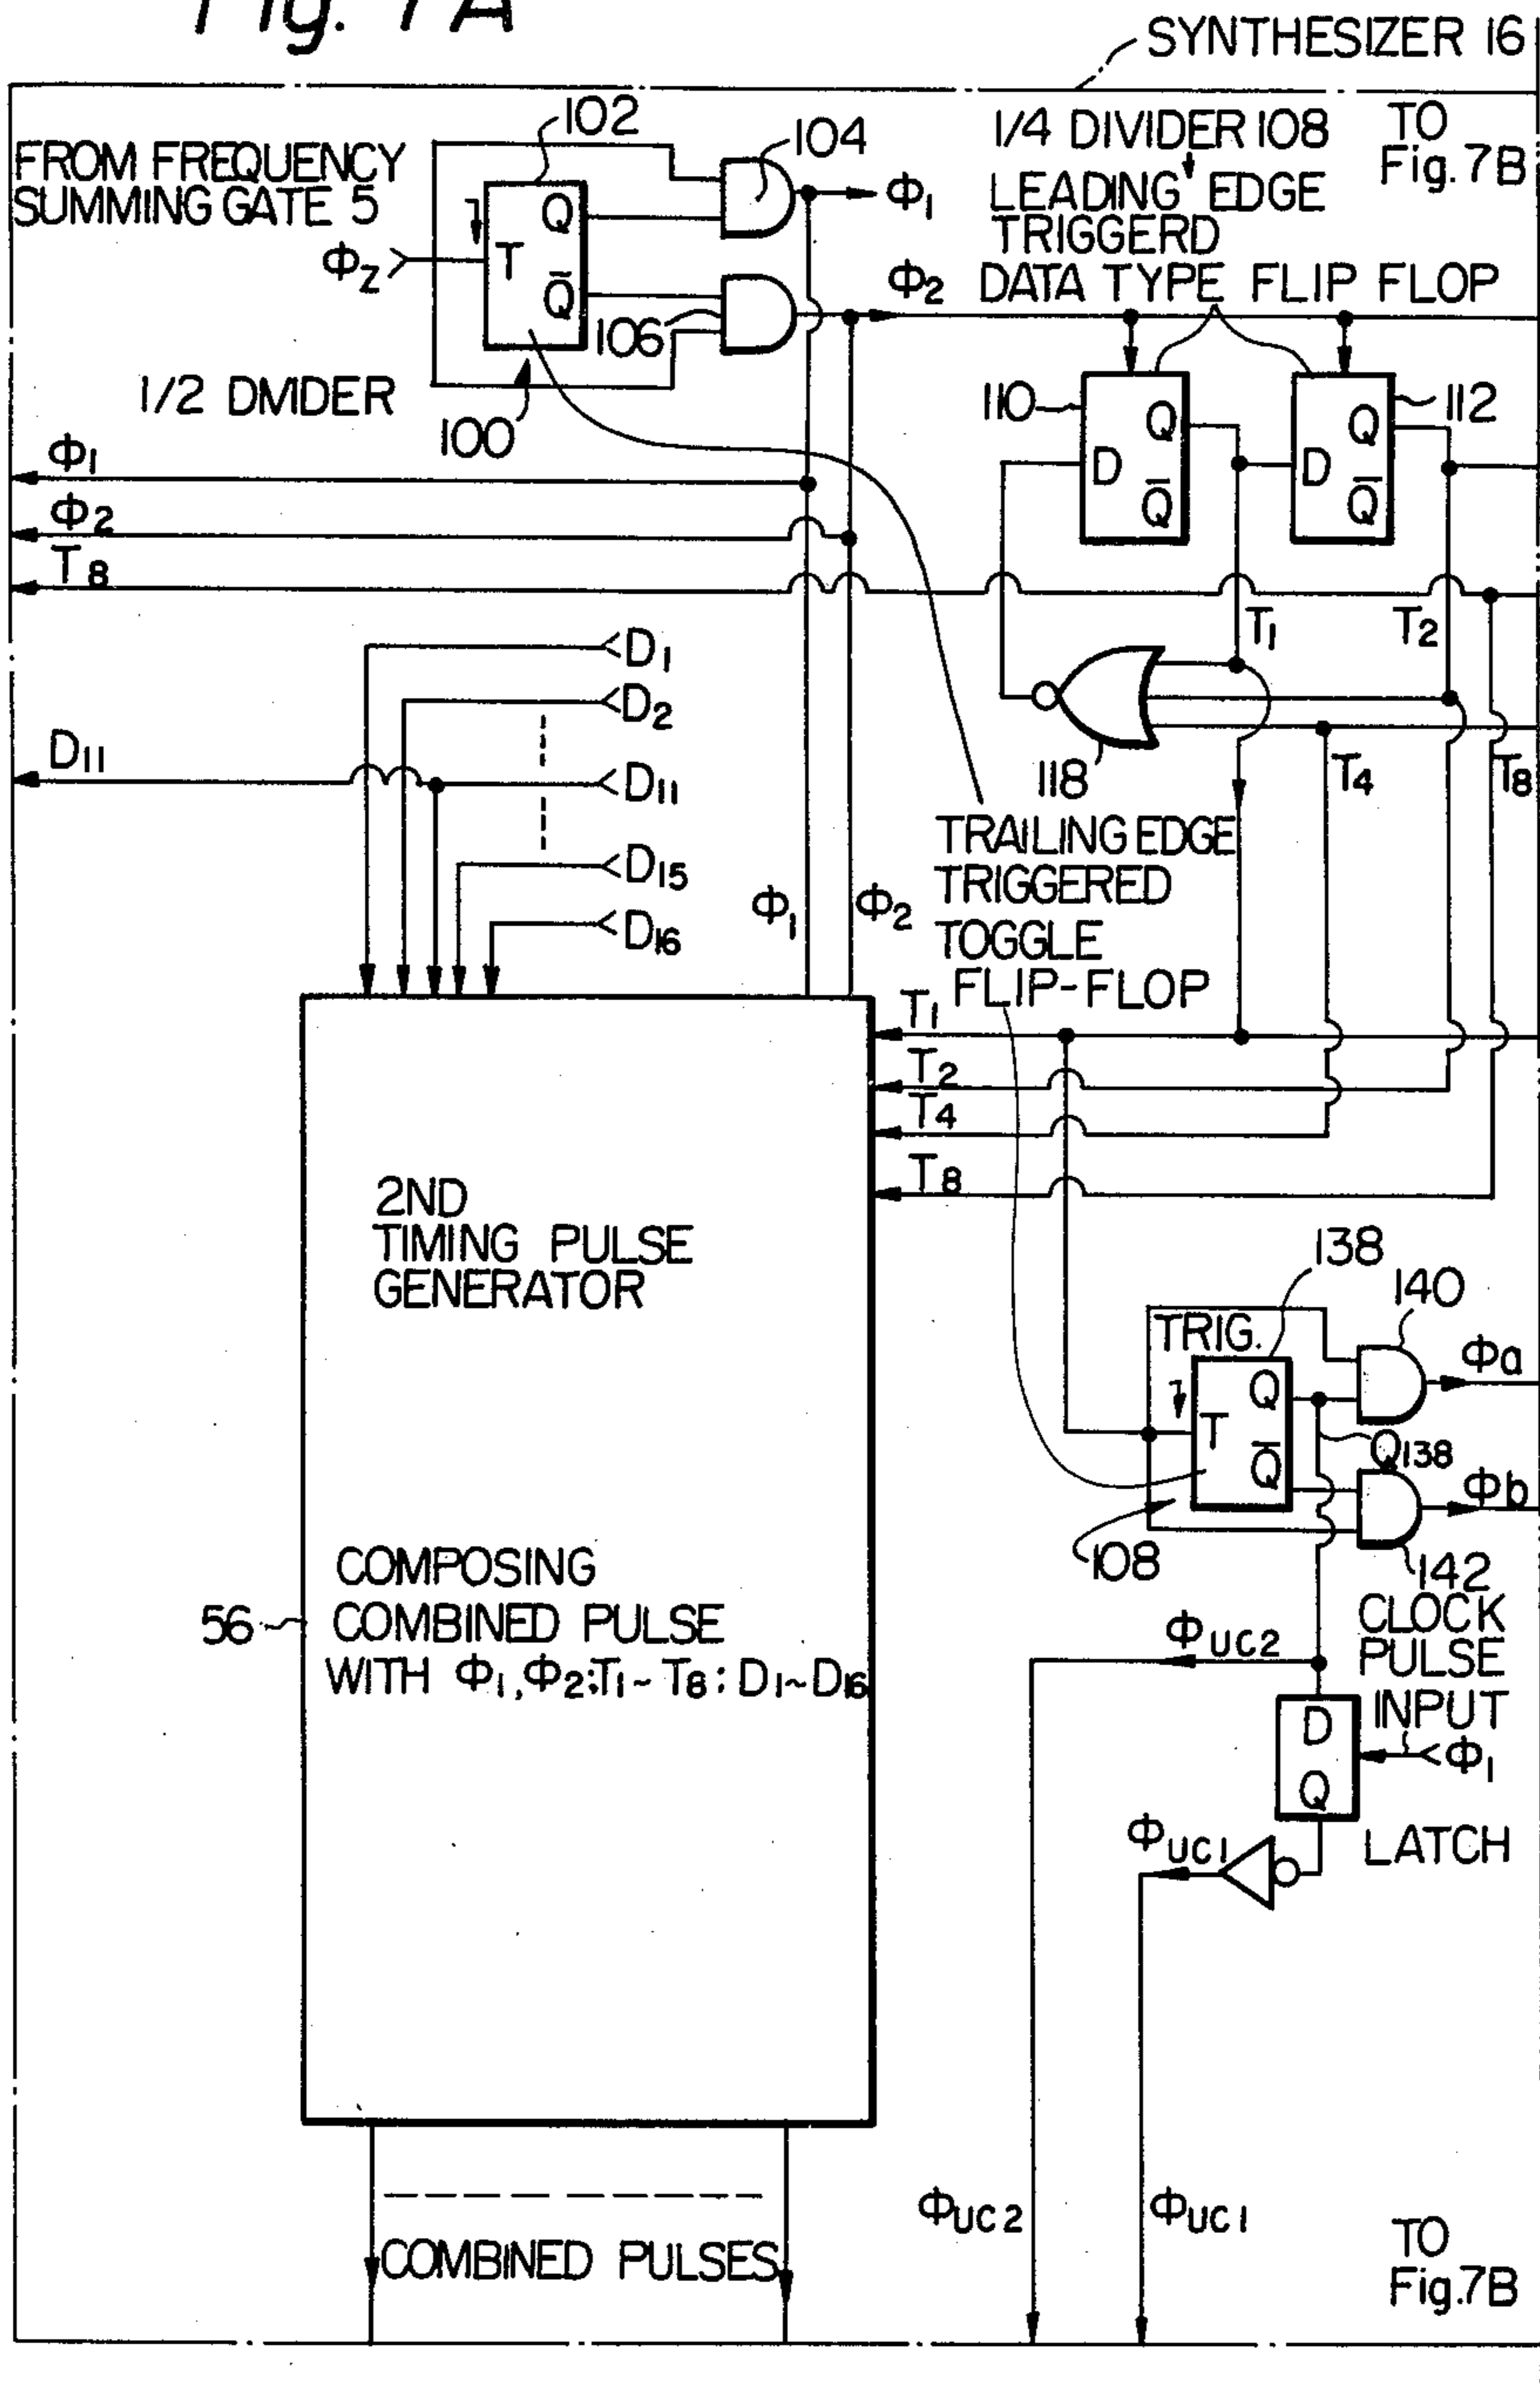 Fig. 7A
SYNTHESIZER 16
102
104
1/4 DIVIDER 108
TO
Fig. 7B
FROM FREQUENCY
SUMMING GATE 5
Φ1
LEADING EDGE
TRIGGERD
DATA TYPE FLIP FLOP
Q
T
Q̅
ΦZ
Φ2
106
1/2 DIVIDER
100
110
Q
D
Q̅
Q
D
Q̅
112
Φ1
Φ2
T8
T1
T2
D1
D2
D11
D11
D15
D16
118
T4
T8
Φ1
Φ2
TRAILING EDGE
TRIGGERED
TOGGLE
FLIP-FLOP
T1
T2
T4
T8
2ND
TIMING PULSE
GENERATOR
138
140
TRIG.
Q
T
Q̅
Φa
Q138
Φb
108
142
COMPOSING
COMBINED PULSE
WITH Φ1,Φ2:T1~T8:D1~D16
56
CLOCK
PULSE
INPUT
ΦUC2
D
Q
Φ1
ΦUC1
LATCH
ΦUC2
ΦUC1
COMBINED PULSES
TO
Fig.7B